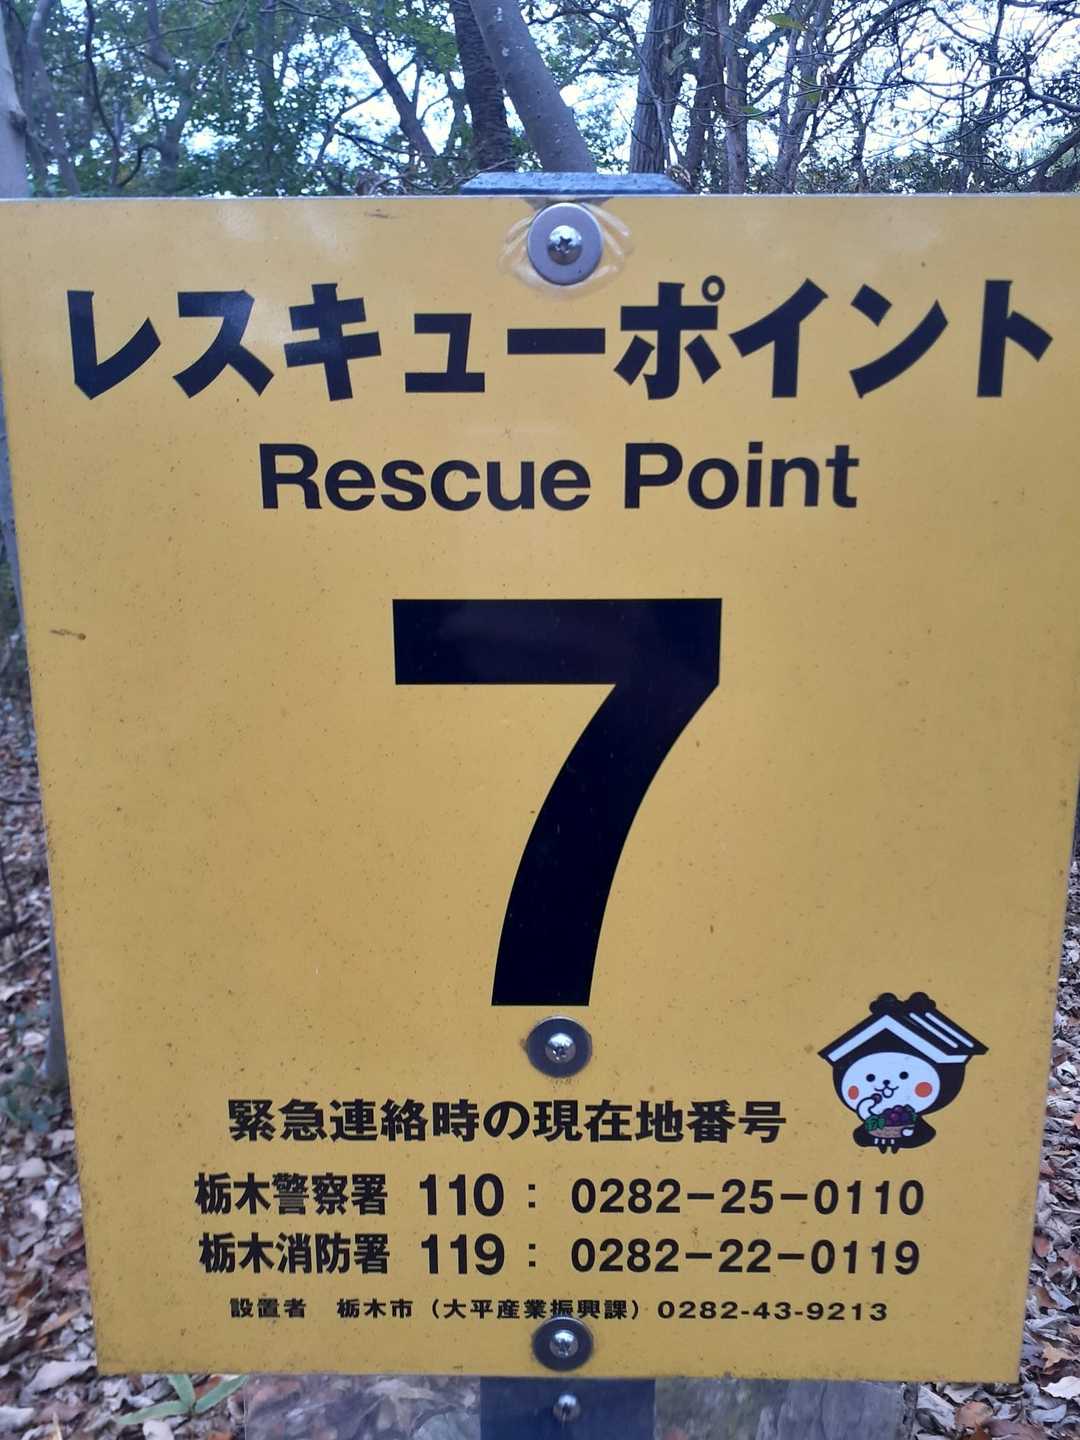 レスキューポイント
Rescue Point
7
緊急連絡時の現在地番号
栃木警察署 110： 0282−25−0110
栃木消防署 119： 0282−22−0119
設置者 栃木市（大平産業振興課）0282-43-9213